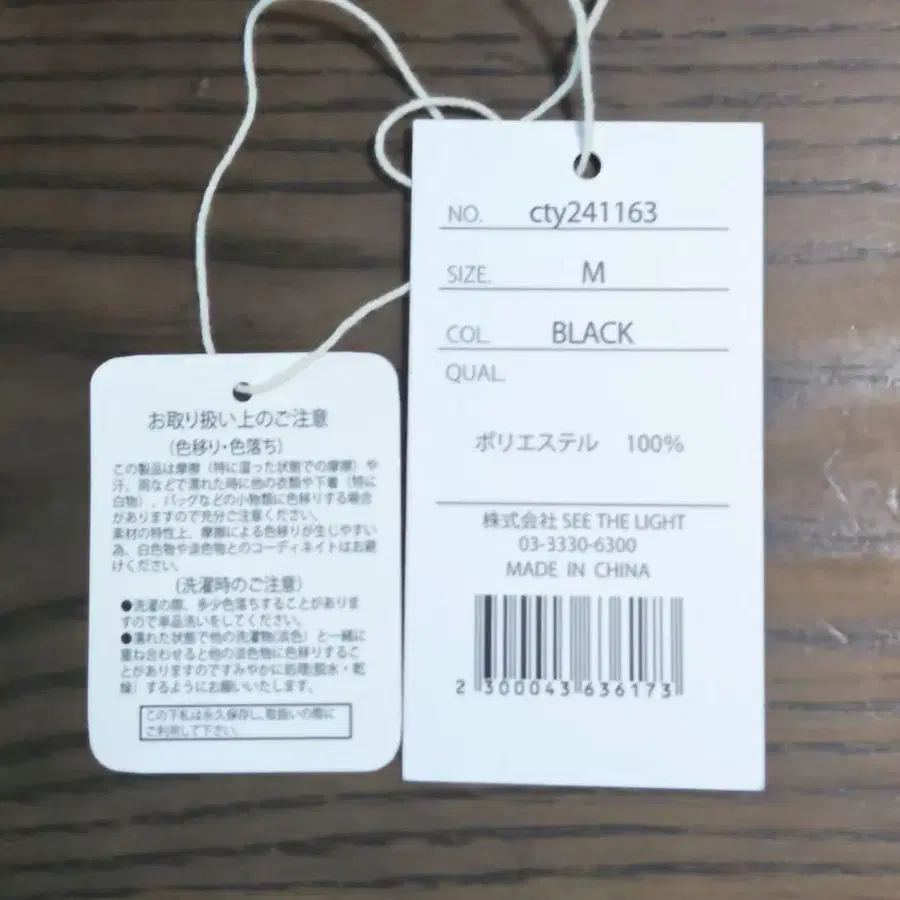 お取り扱い上のご注意
(色移り・色落ち)
この製品は摩擦（特に湿った状態での摩擦）や
汗、雨などで濡れた時に他の衣類や下着（特に
白物）、バッグなどの小物類に色移りする場合
がありますので充分ご注意ください。
素材の特性上、摩擦による色移りが生じやすい
為、白色物や淡色物とのコーディネイトはお避
けください。
(洗濯時のご注意)
●洗濯の際、多少色落ちすることがありま
すので単品洗いをしてください。
●濡れた状態で他の洗濯物(淡色）と一緒に
重ね合わせると他の淡色物に色移りするこ
とがありますのですみやかに処理(脱水・乾
燥）するようにお願いいたします。
この下札は永久保存し、取扱いの際に
ご利用して下さい。
NO. cty241163
SIZE. M
COL. BLACK
QUAL.
ポリエステル 100%
株式会社 SEE THE LIGHT
03-3330-6300
MADE IN CHINA
2 300043 636173